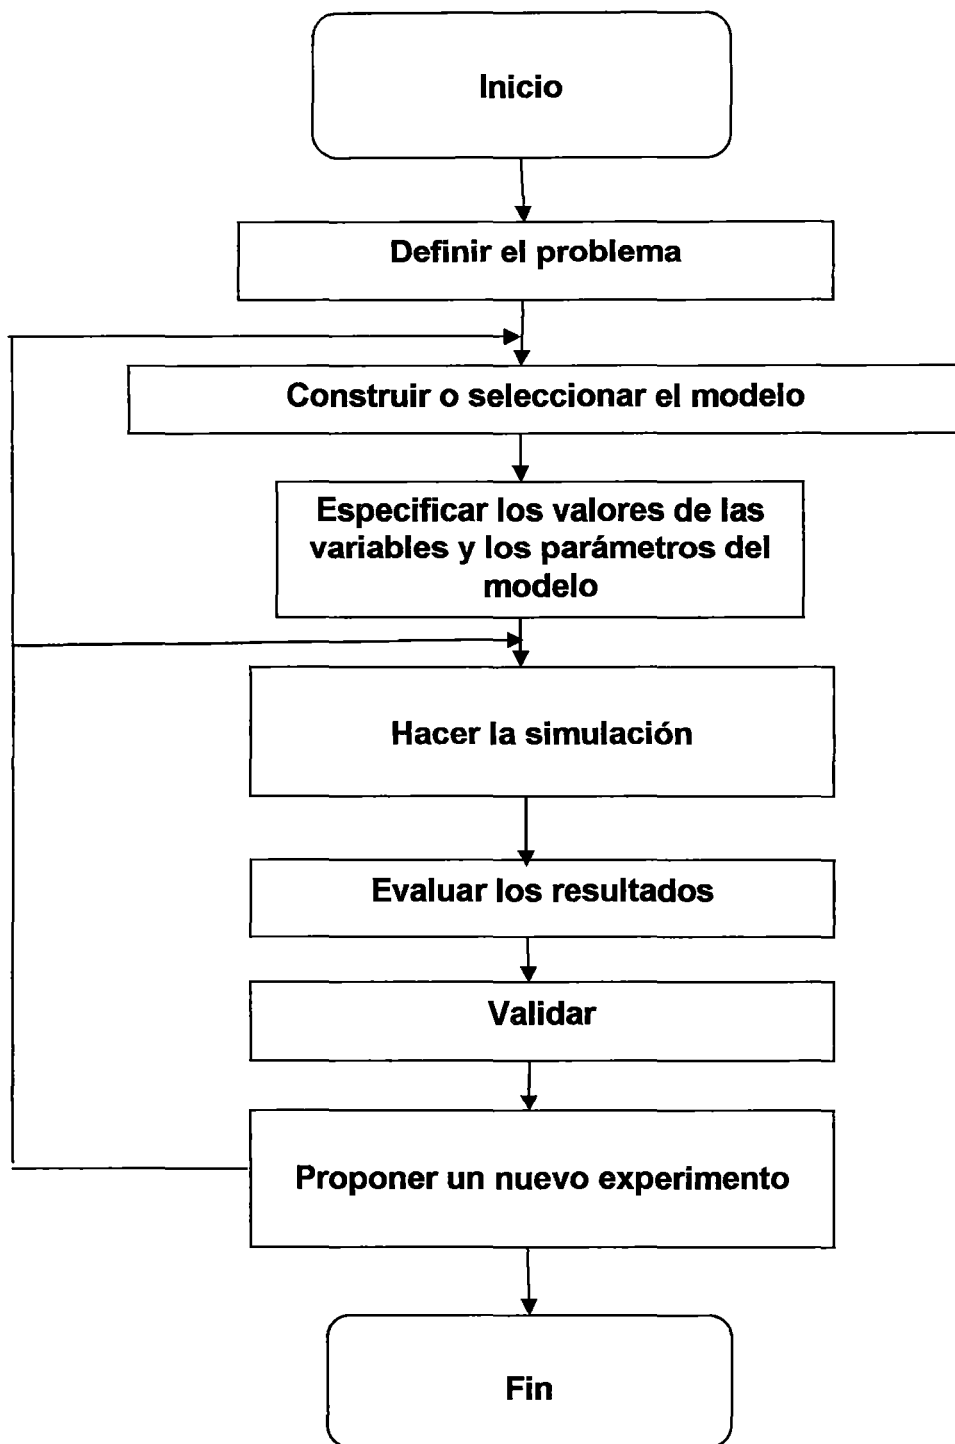 Inicio
Definir el problema
Construir o seleccionar el modelo
Especificar los valores de las
variables y los parámetros del
modelo
Hacer la simulación
Evaluar los resultados
Validar
Proponer un nuevo experimento
Fin